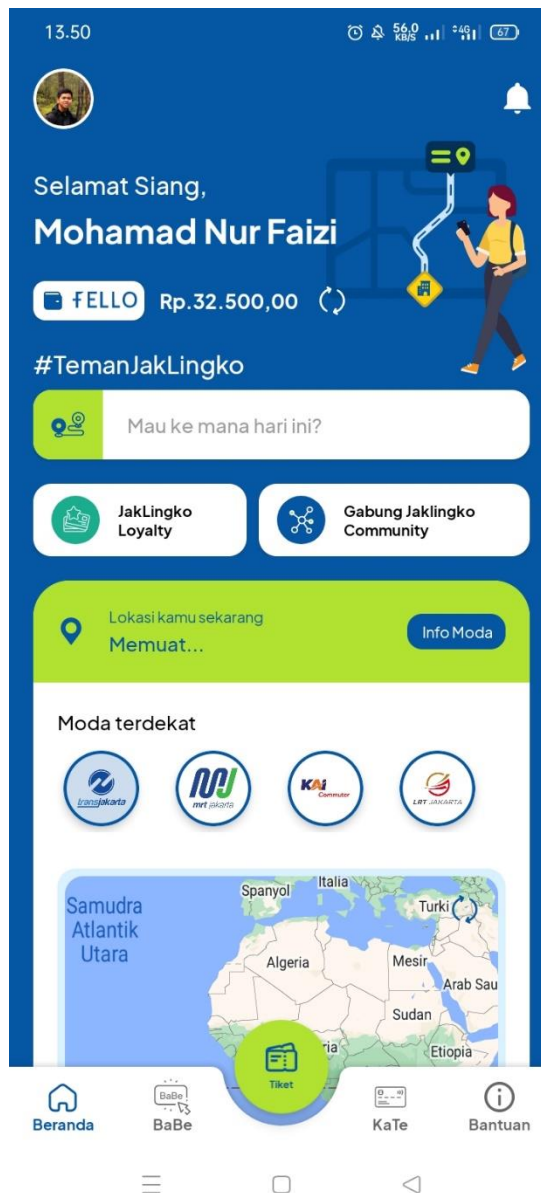 13.50
56,0 KB/S 4G 67
Selamat Siang,
Mohamad Nur Faizi
FELLO Rp.32.500,00
#TemanJakLingko
Mau ke mana hari ini?
JakLingko
Loyalty
Gabung Jaklingko
Community
Lokasi kamu sekarang
Memuat...
Info Moda
Moda terdekat
transjakarta
mrt jakarta
KAI Commuter
LRT JAKARTA
Samudra
Atlantik
Utara
Spanyol
Italia
Turki
Algeria
Mesir
Arab Sau
Sudan
ria
Etiopia
Tiket
BaBe
Beranda
BaBe
KaTe
Bantuan